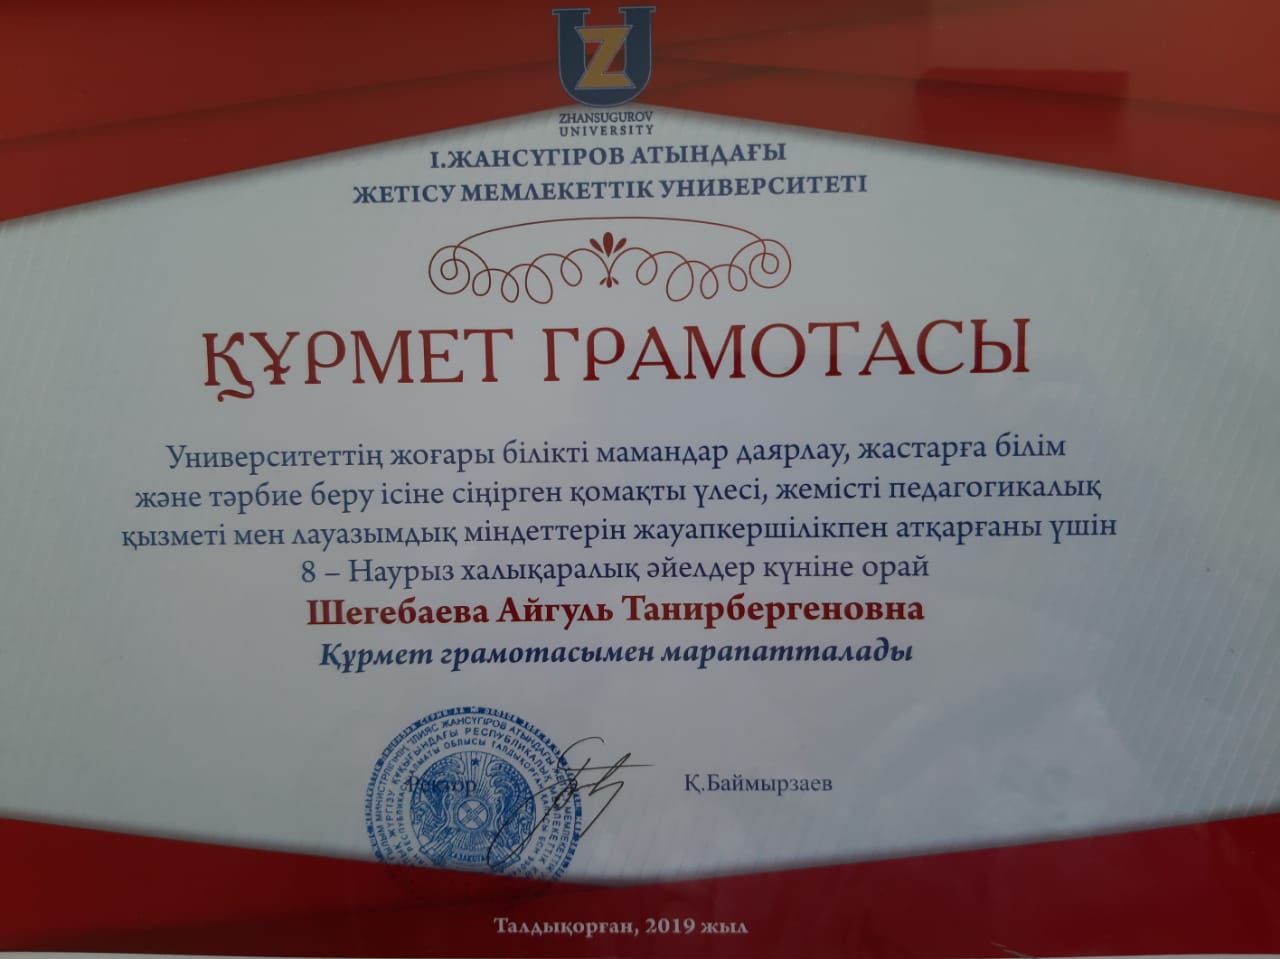 ZHANSUGUROV
UNIVERSITY
І.ЖАНСҮГІРОВ АТЫНДАҒЫ
ЖЕТІСУ МЕМЛЕКЕТТІК УНИВЕРСИТЕТІ
ҚҰРМЕТ ГРАМОТАСЫ
Университеттің жоғары білікті мамандар даярлау, жастарға білім
және тәрбие беру ісіне сіңірген қомақты үлесі, жемісті педагогикалық
қызметі мен лауазымдық міндеттерін жауапкершілікпен атқарғаны үшін
8 – Наурыз халықаралық әйелдер күніне орай
Шегебаева Айгуль Танирбергеновна
Құрмет грамотасымен марапатталады
Ректор Қ.Баймырзаев
Талдықорған, 2019 жыл